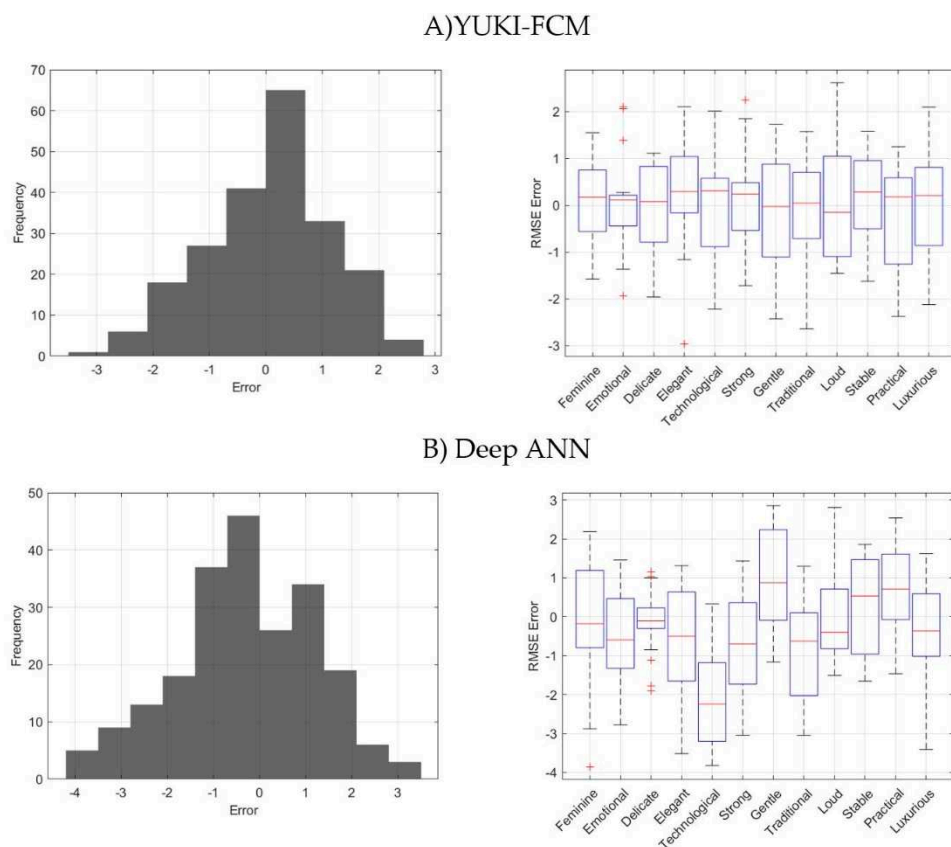 A)YUKI-FCM
70
60
50
40
30
20
10
0
Frequency
-3 -2 -1 0 1 2 3
Error
2
1
0
-1
-2
-3
RMSE Error
Feminine
Emotional
Delicate
Elegant
Technological
Strong
Gentle
Traditional
Loud
Stable
Practical
Luxurious
B) Deep ANN
50
40
30
20
10
0
Frequency
-4 -3 -2 -1 0 1 2 3
Error
3
2
1
0
-1
-2
-3
-4
RMSE Error
Feminine
Emotional
Delicate
Elegant
Technological
Strong
Gentle
Traditional
Loud
Stable
Practical
Luxurious